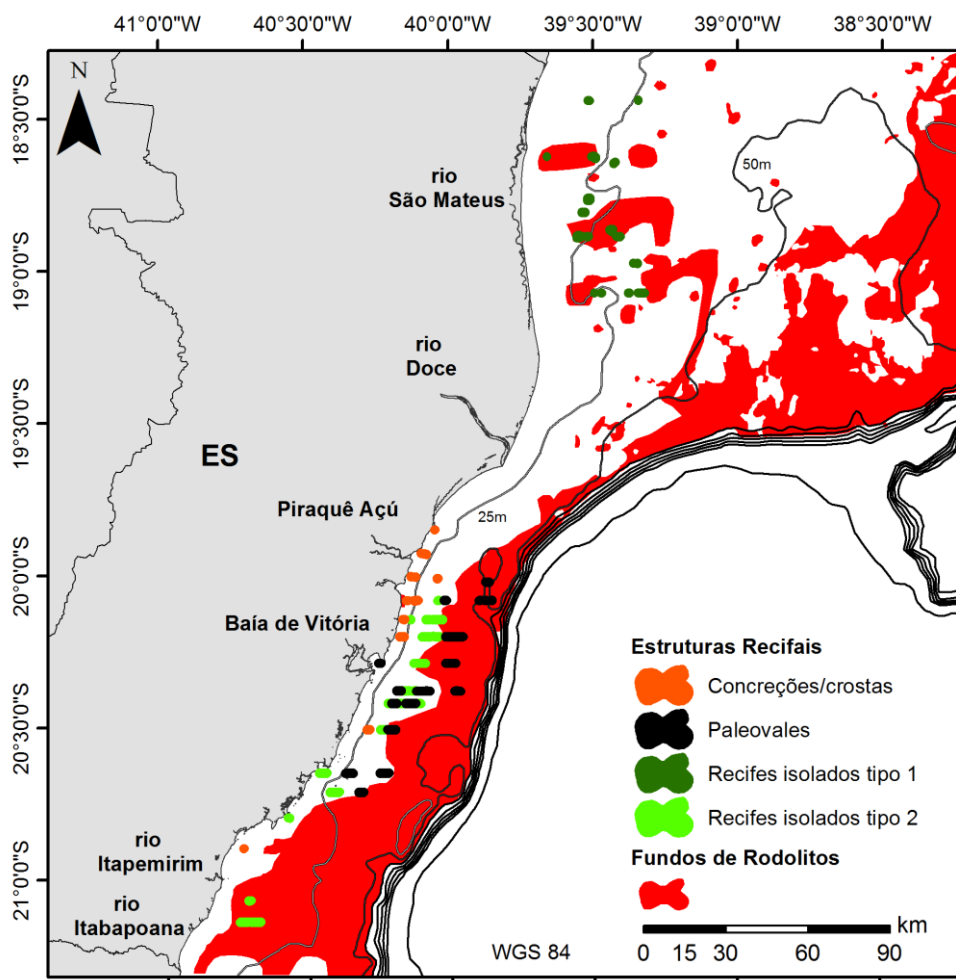 41°0'0"W 40°30'0"W 40°0'0"W 39°30'0"W 39°0'0"W 38°30'0"W
N
18°30'0"S
50m
rio
São Mateus
19°0'0"S
rio
Doce
19°30'0"S
ES
Piraquê Açú
25m
20°0'0"S
Baía de Vitória
Estruturas Recifais
Concreções/crostas
Paleovales
20°30'0"S
Recifes isolados tipo 1
Recifes isolados tipo 2
rio
Itapemirim
Fundos de Rodolitos
21°0'0"S
rio
Itabapoana
km
WGS 84
0 15 30 60 90